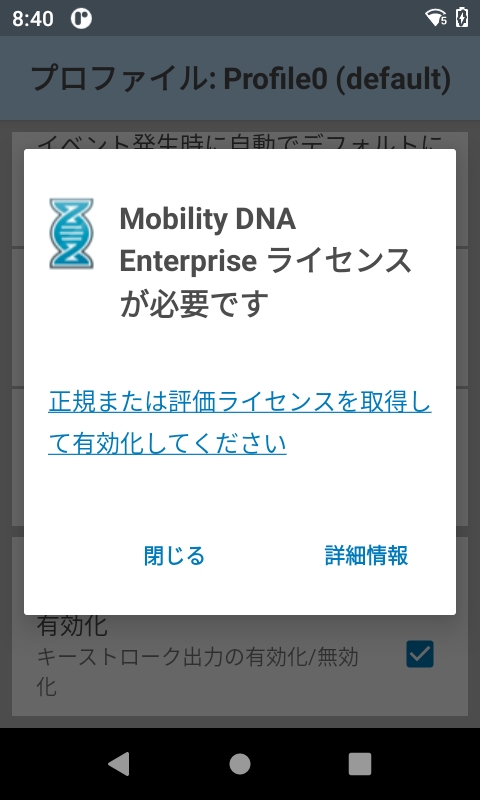 8:40
プロファイル: Profile0 (default)
イベント発生時に自動でデフォルトに
Mobility DNA
Enterprise ライセンス
が必要です
正規または評価ライセンスを取得し
て有効化してください
閉じる 詳細情報
有効化
キーストローク出力の有効化/無効
化